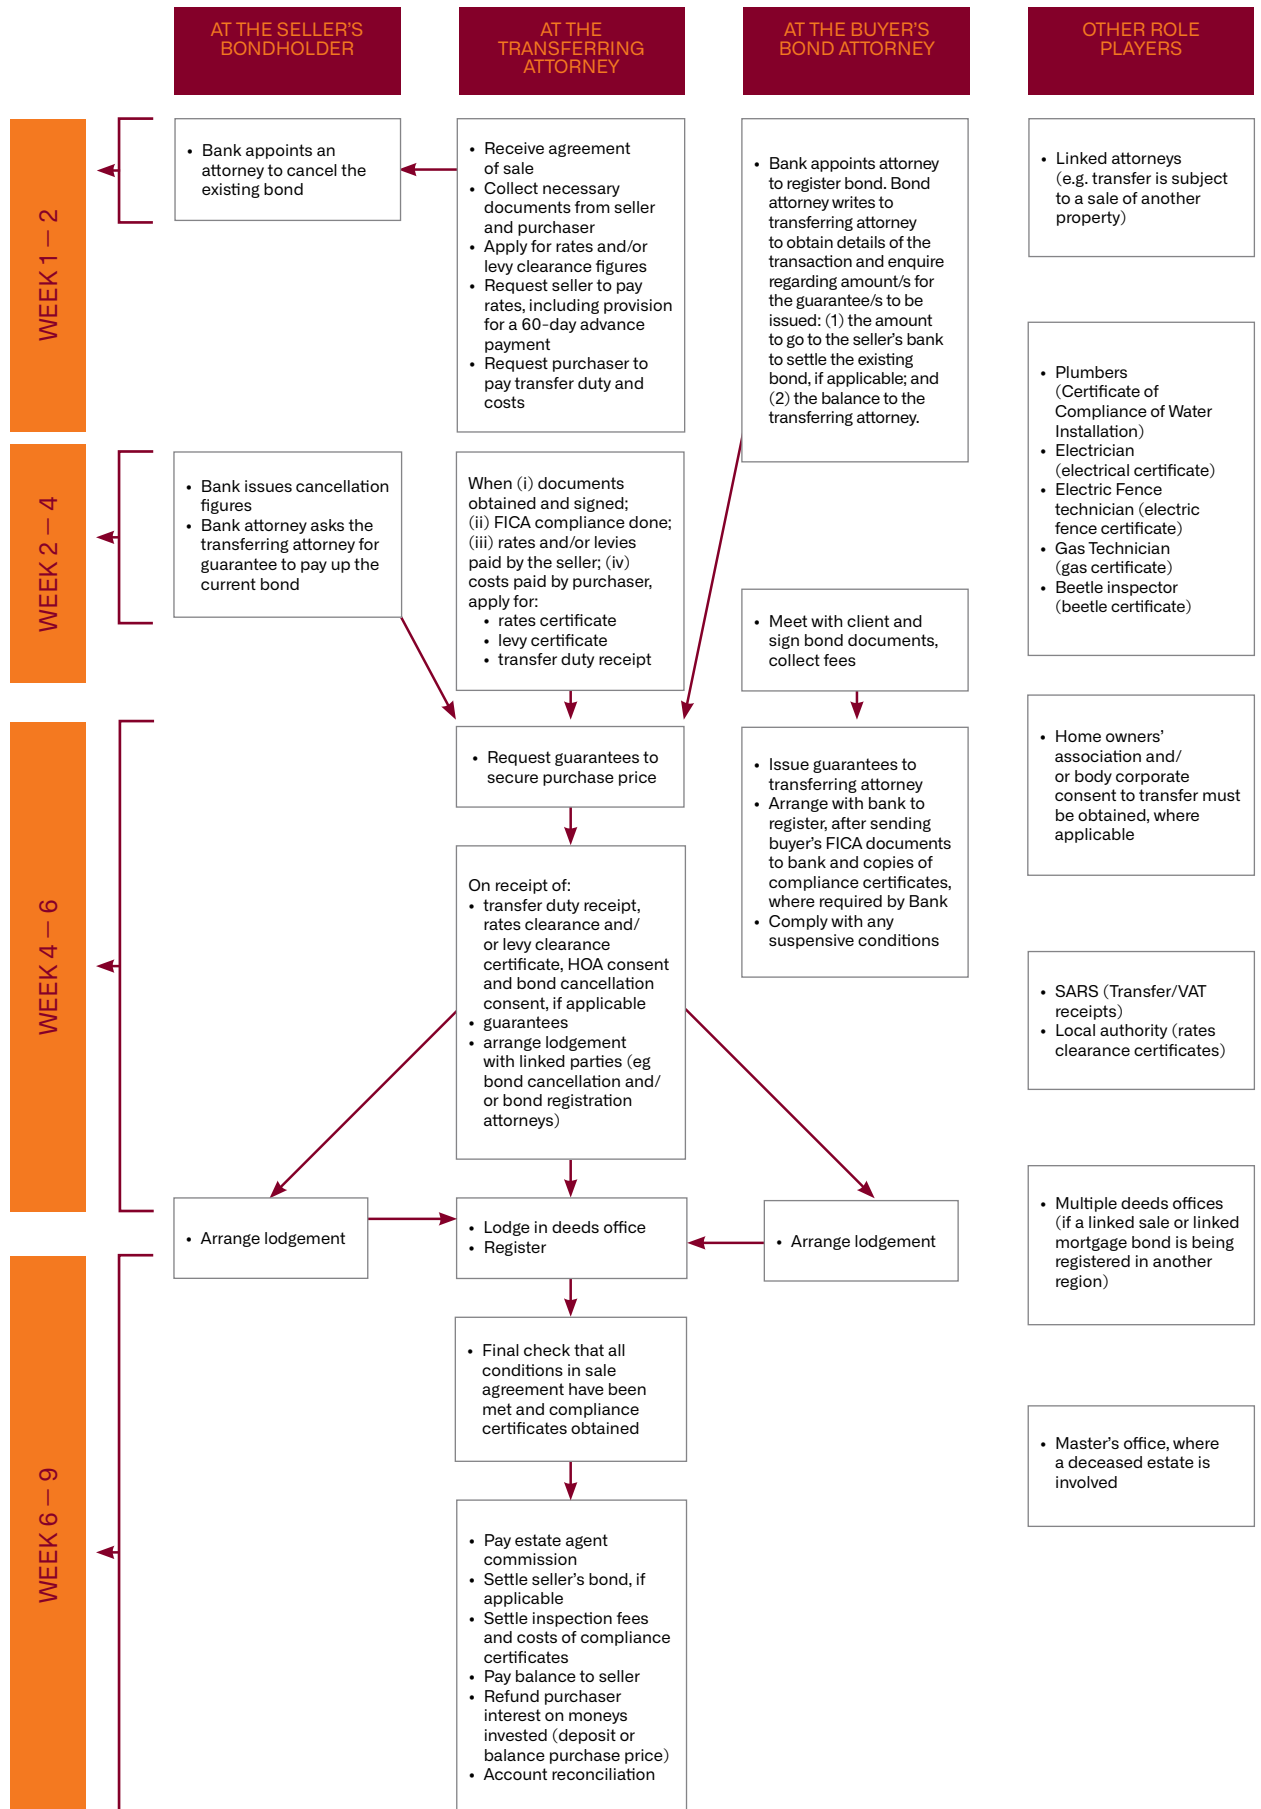 AT THE SELLER’S
BONDHOLDER
AT THE
TRANSFERRING
ATTORNEY
AT THE BUYER’S
BOND ATTORNEY
OTHER ROLE
PLAYERS
WEEK 1 – 2
• Bank appoints an
attorney to cancel the
existing bond
• Receive agreement
of sale
• Collect necessary
documents from seller
and purchaser
• Apply for rates and/or
levy clearance figures
• Request seller to pay
rates, including provision
for a 60-day advance
payment
• Request purchaser to
pay transfer duty and
costs
• Bank appoints attorney
to register bond. Bond
attorney writes to
transferring attorney
to obtain details of the
transaction and enquire
regarding amount/s for
the guarantee/s to be
issued: (1) the amount
to go to the seller’s bank
to settle the existing
bond, if applicable; and
(2) the balance to the
transferring attorney.
• Linked attorneys
(e.g. transfer is subject
to a sale of another
property)
• Plumbers
(Certificate of
Compliance of Water
Installation)
• Electrician
(electrical certificate)
• Electric Fence
technician (electric
fence certificate)
• Gas Technician
(gas certificate)
• Beetle inspector
(beetle certificate)
WEEK 2 – 4
• Bank issues cancellation
figures
• Bank attorney asks the
transferring attorney for
guarantee to pay up the
current bond
When (i) documents
obtained and signed;
(ii) FICA compliance done;
(iii) rates and/or levies
paid by the seller; (iv)
costs paid by purchaser,
apply for:
• rates certificate
• levy certificate
• transfer duty receipt
• Meet with client and
sign bond documents,
collect fees
WEEK 4 – 6
• Request guarantees to
secure purchase price
• Issue guarantees to
transferring attorney
• Arrange with bank to
register, after sending
buyer’s FICA documents
to bank and copies of
compliance certificates,
where required by Bank
• Comply with any
suspensive conditions
• Home owners’
association and/
or body corporate
consent to transfer must
be obtained, where
applicable
On receipt of:
• transfer duty receipt,
rates clearance and/
or levy clearance
certificate, HOA consent
and bond cancellation
consent, if applicable
• guarantees
• arrange lodgement
with linked parties (eg
bond cancellation and/
or bond registration
attorneys)
• SARS (Transfer/VAT
receipts)
• Local authority (rates
clearance certificates)
• Arrange lodgement
• Lodge in deeds office
• Register
• Arrange lodgement
• Multiple deeds offices
(if a linked sale or linked
mortgage bond is being
registered in another
region)
WEEK 6 – 9
• Final check that all
conditions in sale
agreement have been
met and compliance
certificates obtained
• Master’s office, where
a deceased estate is
involved
• Pay estate agent
commission
• Settle seller’s bond, if
applicable
• Settle inspection fees
and costs of compliance
certificates
• Pay balance to seller
• Refund purchaser
interest on moneys
invested (deposit or
balance purchase price)
• Account reconciliation